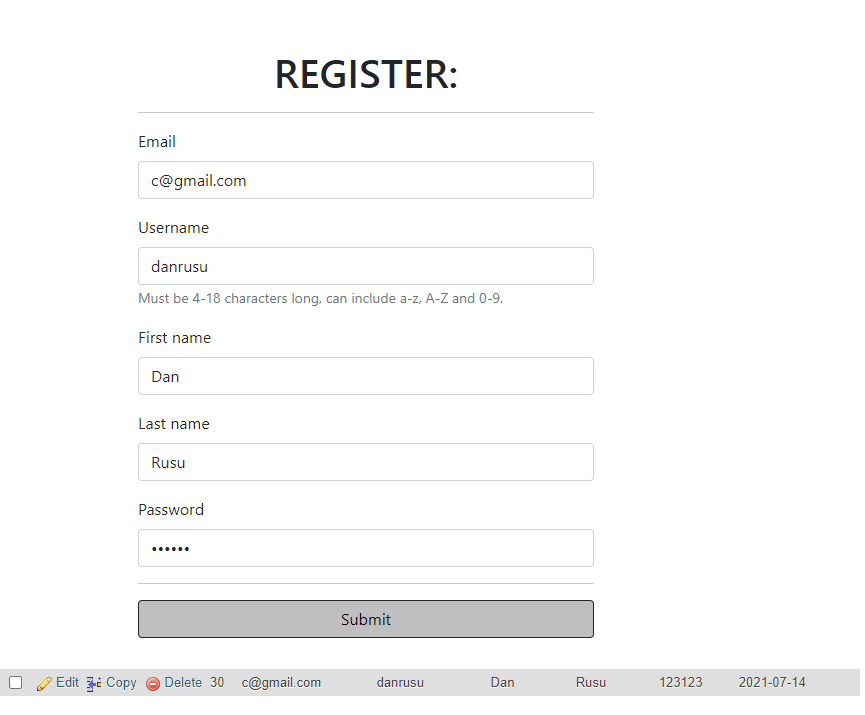 REGISTER:
Email
c@gmail.com
Username
danrusu
Must be 4-18 characters long, can include a-z, A-Z and 0-9.
First name
Dan
Last name
Rusu
Password
••••••
Submit
Edit Copy Delete 30 c@gmail.com danrusu Dan Rusu 123123 2021-07-14